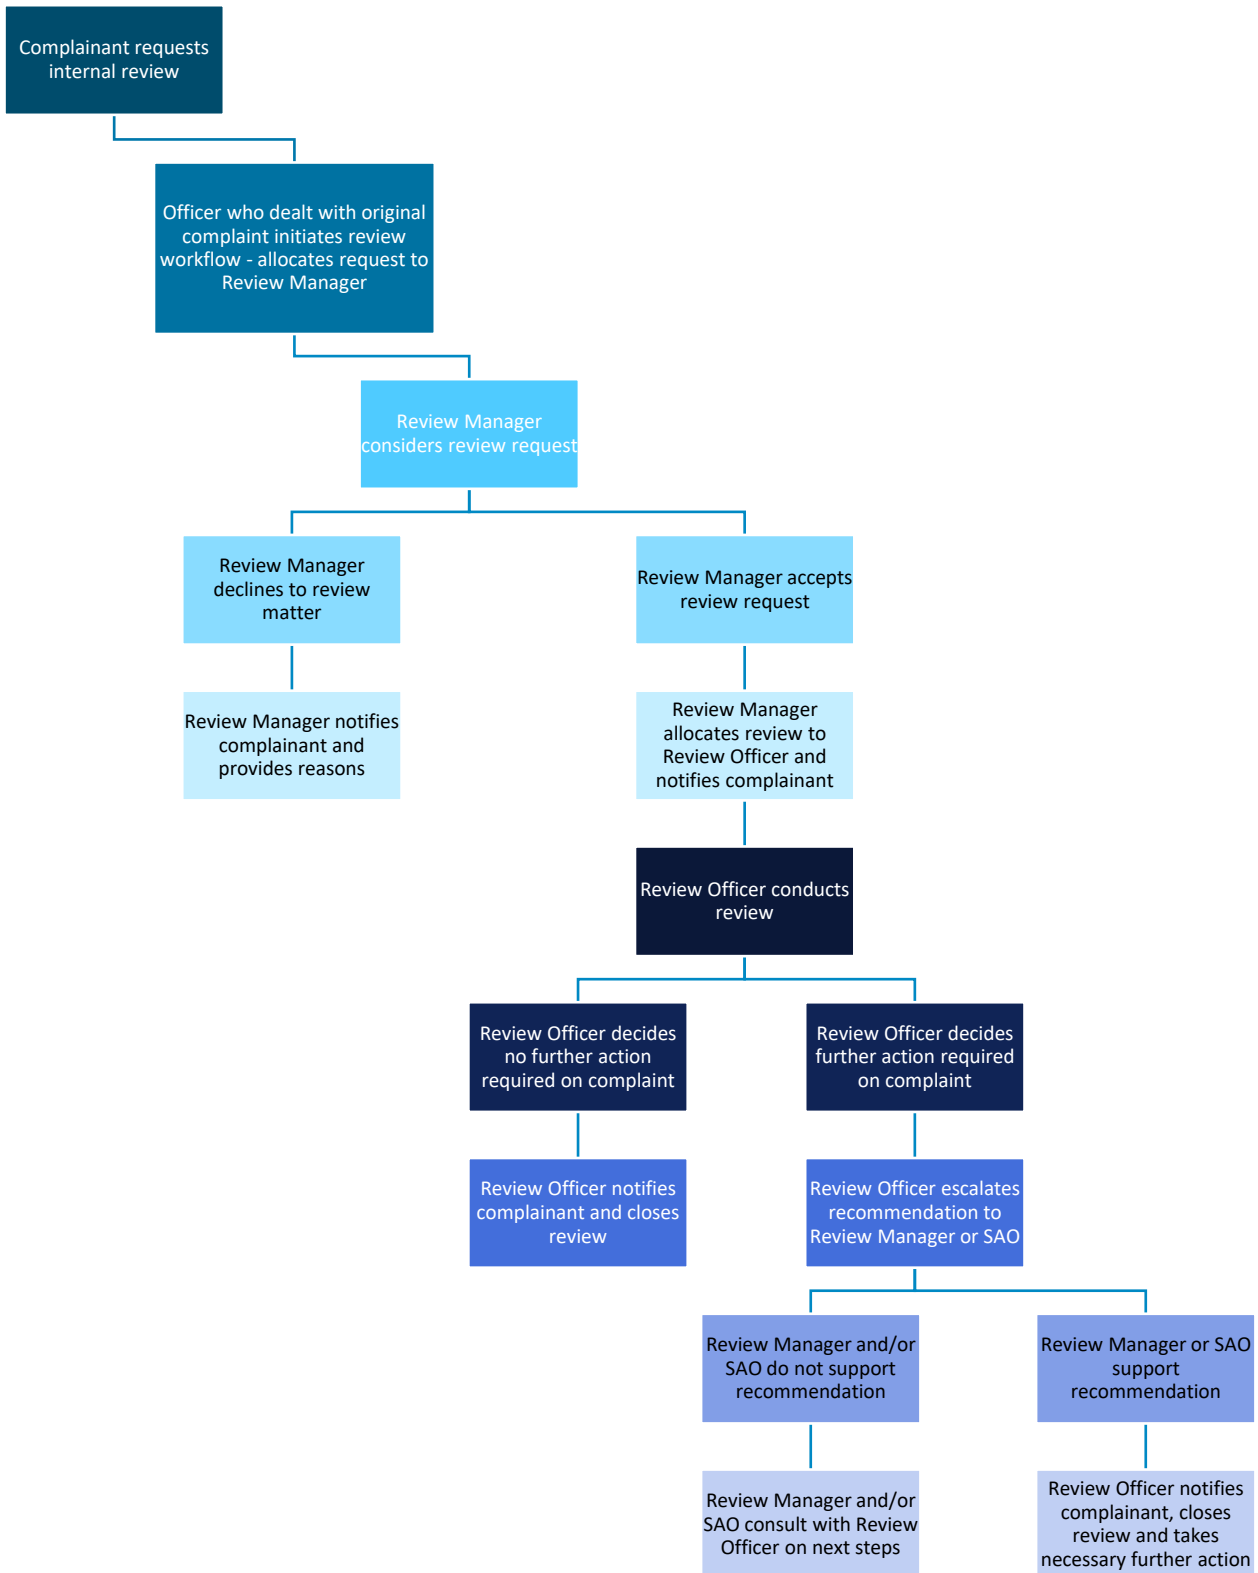 Complainant requests
internal review
Officer who dealt with original
complaint initiates review
workflow - allocates request to
Review Manager
Review Manager
considers review request
Review Manager
declines to review
matter
Review Manager accepts
review request
Review Manager notifies
complainant and
provides reasons
Review Manager
allocates review to
Review Officer and
notifies complainant
Review Officer conducts
review
Review Officer decides
no further action
required on complaint
Review Officer decides
further action required
on complaint
Review Officer notifies
complainant and closes
review
Review Officer escalates
recommendation to
Review Manager or SAO
Review Manager and/or
SAO do not support
recommendation
Review Manager or SAO
support
recommendation
Review Manager and/or
SAO consult with Review
Officer on next steps
Review Officer notifies
complainant, closes
review and takes
necessary further action